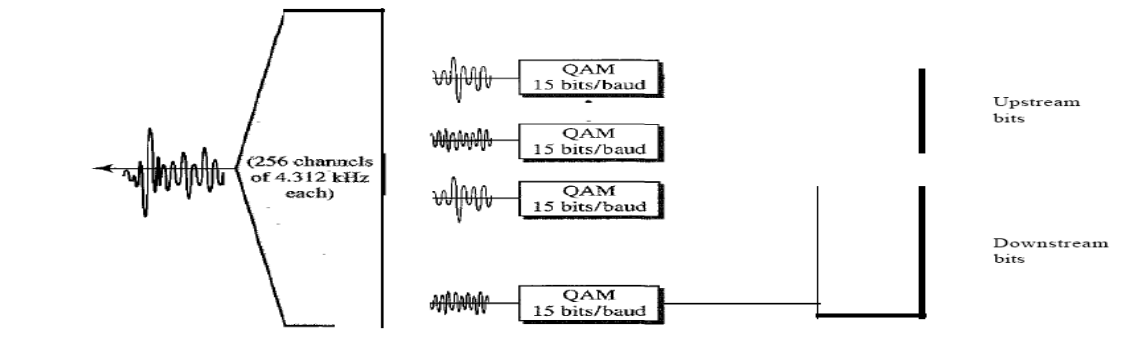 QAM
15 bits/baud
Upstream
bits
QAM
15 bits/baud
(256 channels
of 4.312 kHz
each)
QAM
15 bits/baud
Downstream
bits
QAM
15 bits/baud